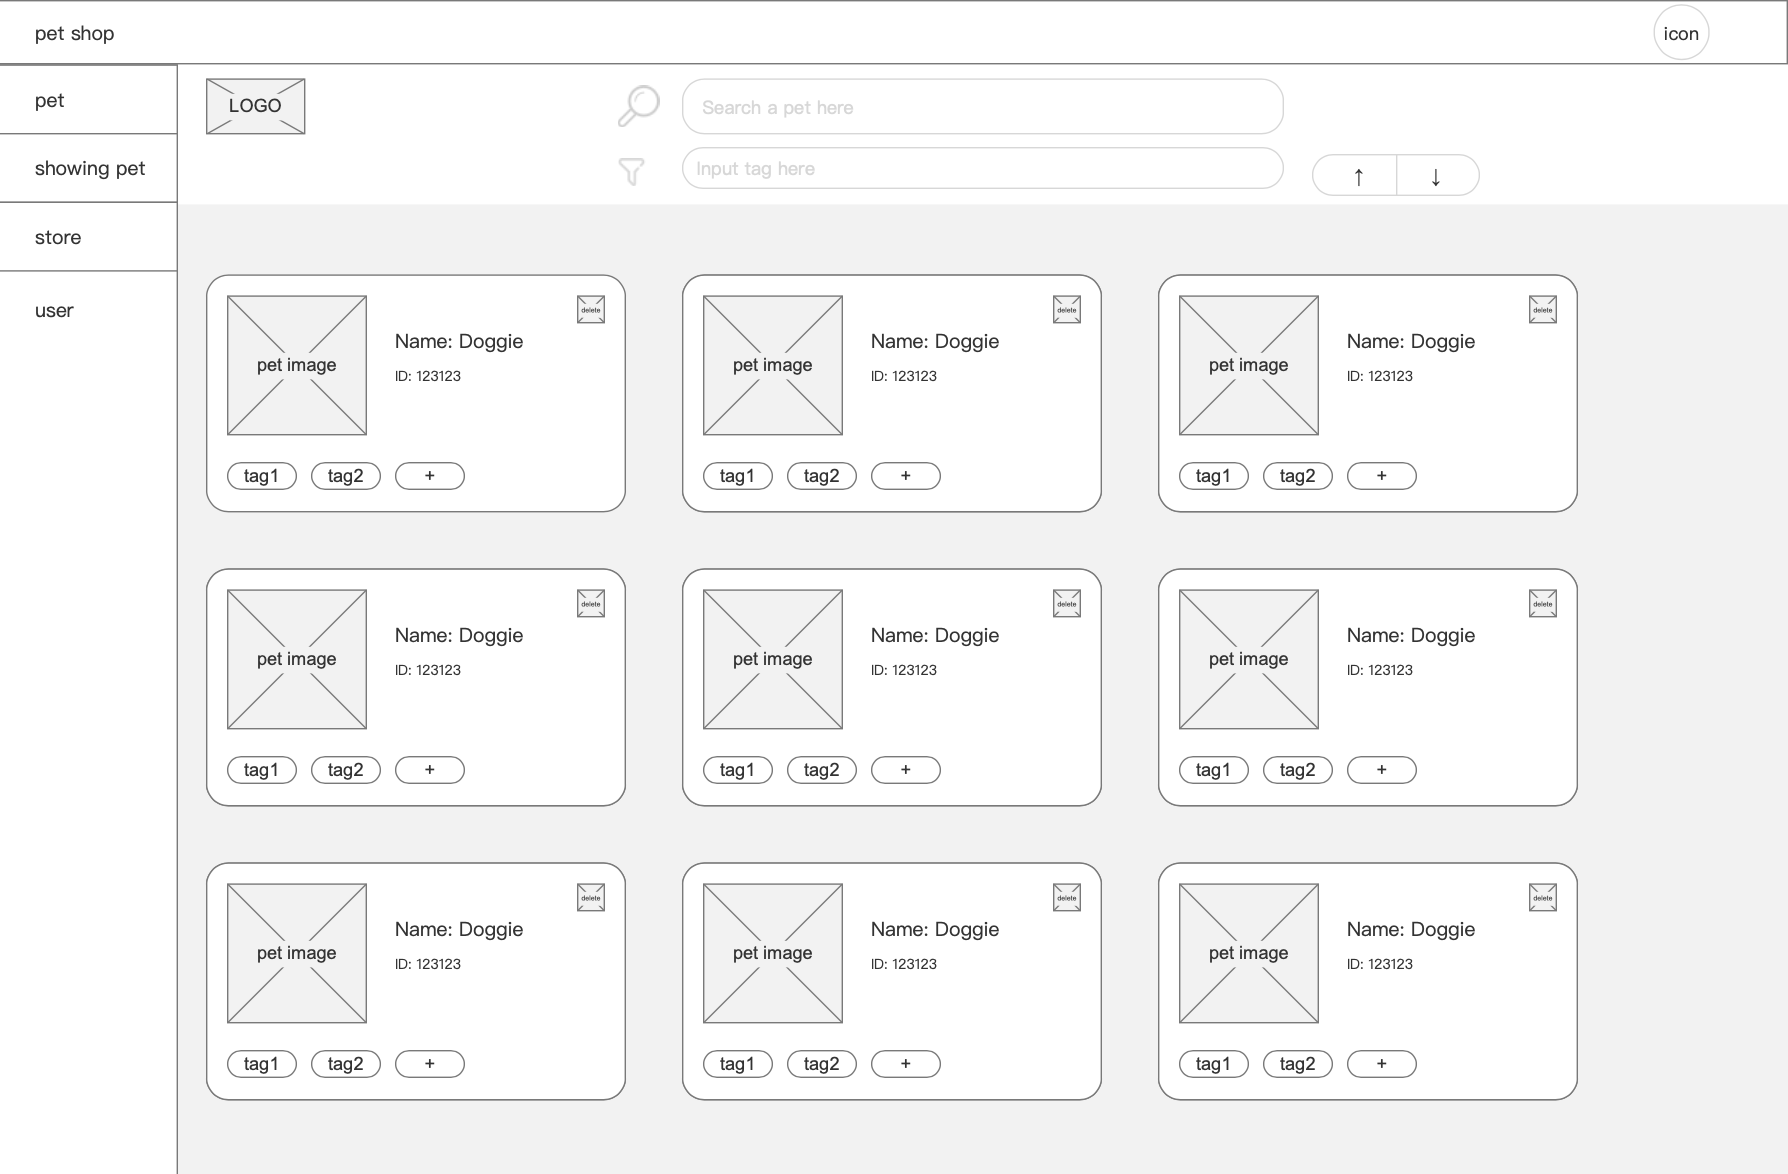 pet shop
icon
pet
showing pet
store
user
LOGO
Search a pet here
Input tag here
↑ ↓
pet image
Name: Doggie
ID: 123123
delete
tag1 tag2 +
pet image
Name: Doggie
ID: 123123
delete
tag1 tag2 +
pet image
Name: Doggie
ID: 123123
delete
tag1 tag2 +
pet image
Name: Doggie
ID: 123123
delete
tag1 tag2 +
pet image
Name: Doggie
ID: 123123
delete
tag1 tag2 +
pet image
Name: Doggie
ID: 123123
delete
tag1 tag2 +
pet image
Name: Doggie
ID: 123123
delete
tag1 tag2 +
pet image
Name: Doggie
ID: 123123
delete
tag1 tag2 +
pet image
Name: Doggie
ID: 123123
delete
tag1 tag2 +